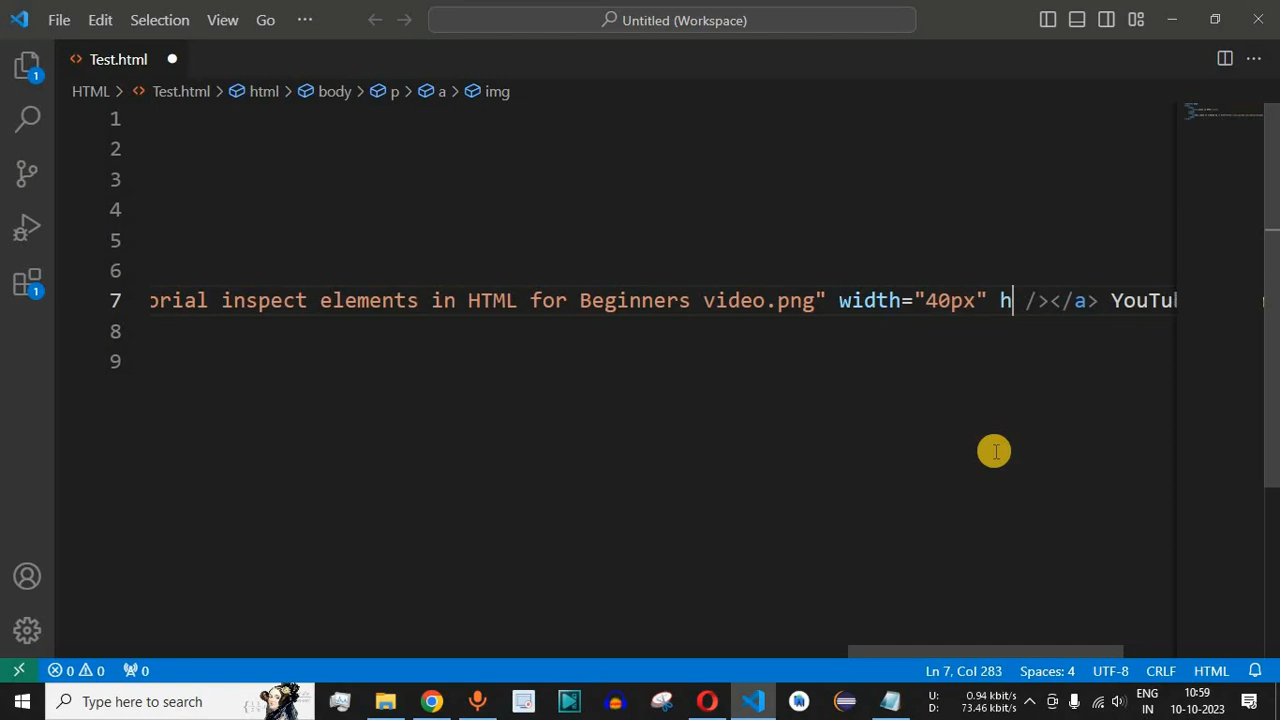 File Edit Selection View Go ··· Untitled (Workspace)
Test.html
HTML > Test.html > html > body > p > a > img
1
2
3
4
5
6
7 orial inspect elements in HTML for Beginners video.png" width="40px" h /></a> YouTu
8
9
1
1
0 0 0 Ln 7, Col 283 Spaces: 4 UTF-8 CRLF HTML
Type here to search
U: 0.94 kbit/s
D: 73.46 kbit/s
ENG
IN
10:59
10-10-2023